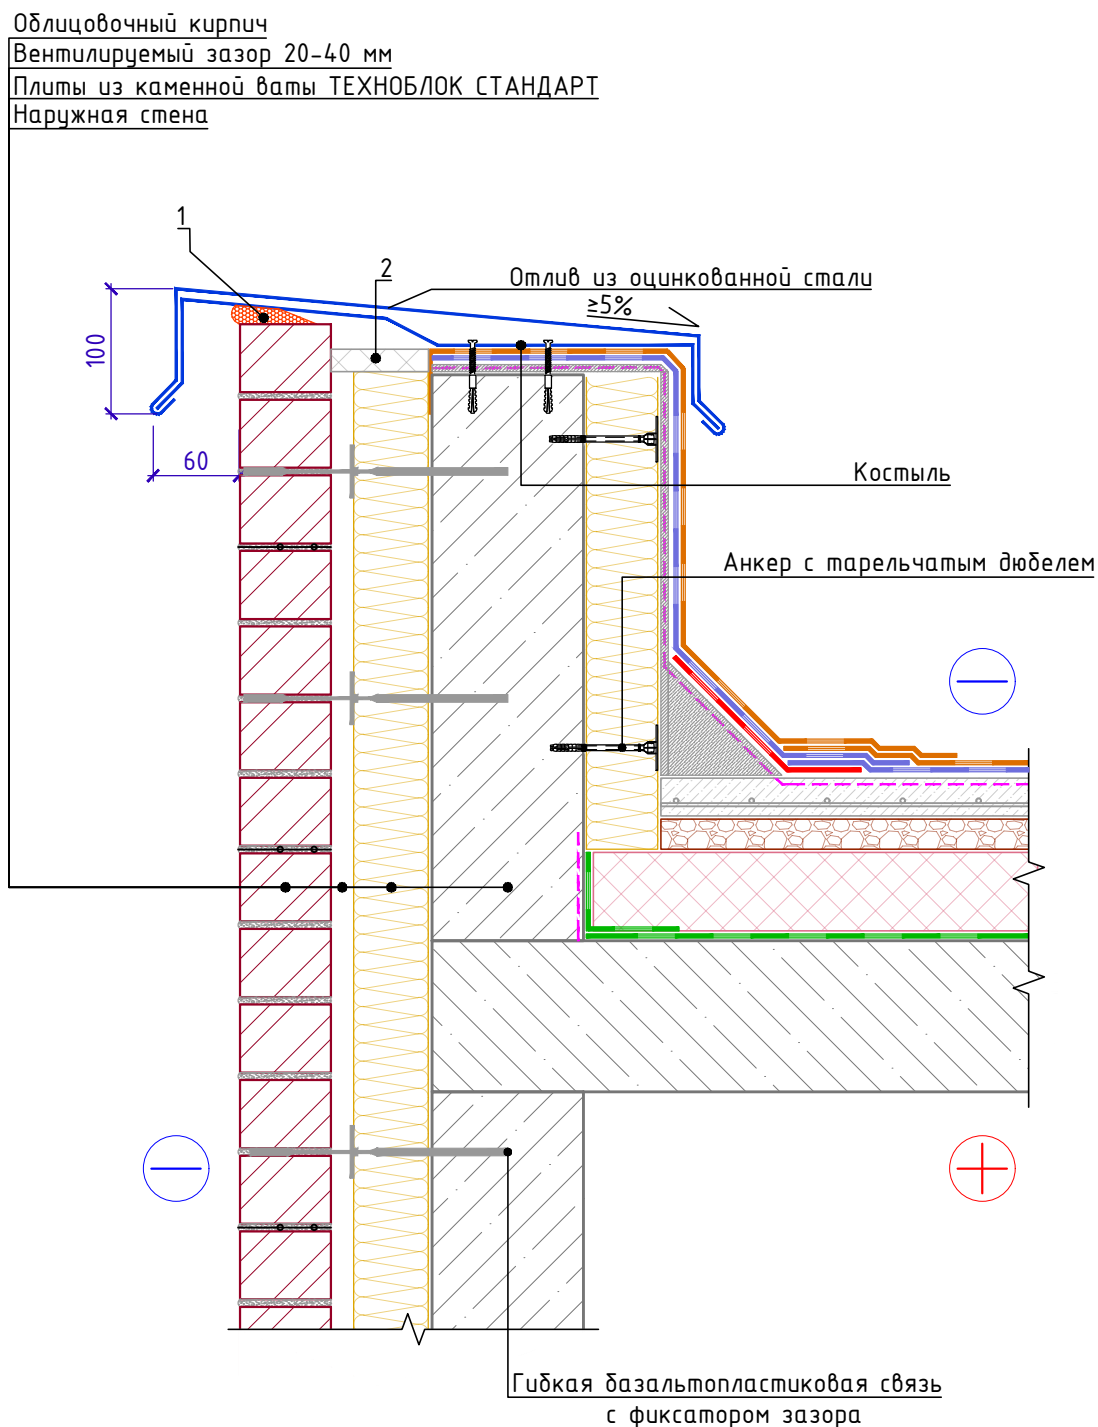 Облицовочный кирпич
Вентилируемый зазор 20-40 мм
Плиты из каменной ваты ТЕХНОБЛОК СТАНДАРТ
Наружная стена
1
2
Отлив из оцинкованной стали
≥5%
100
60
Костыль
Анкер с тарельчатым дюбелем
Гибкая базальтопластиковая связь
с фиксатором зазора